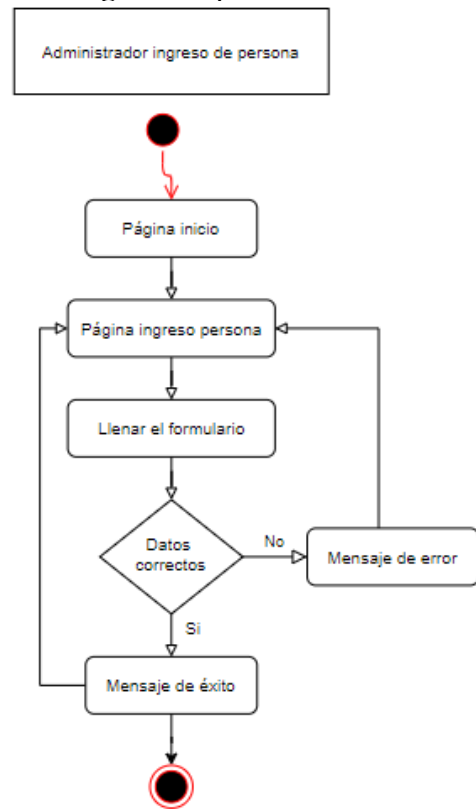 Administrador ingreso de persona
Página inicio
Página ingreso persona
Llenar el formulario
Datos
correctos
No
Mensaje de error
Si
Mensaje de éxito